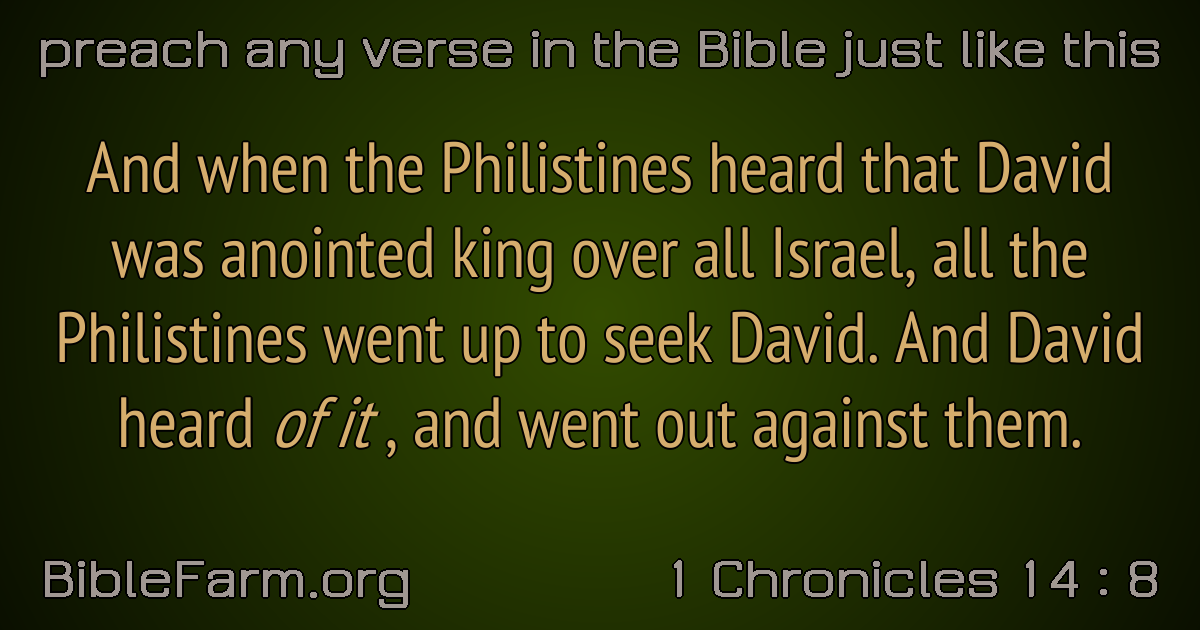 preach any verse in the Bible just like this
And when the Philistines heard that David
was anointed king over all Israel, all the
Philistines went up to seek David. And David
heard of it , and went out against them.
BibleFarm.org
1 Chronicles 14 : 8